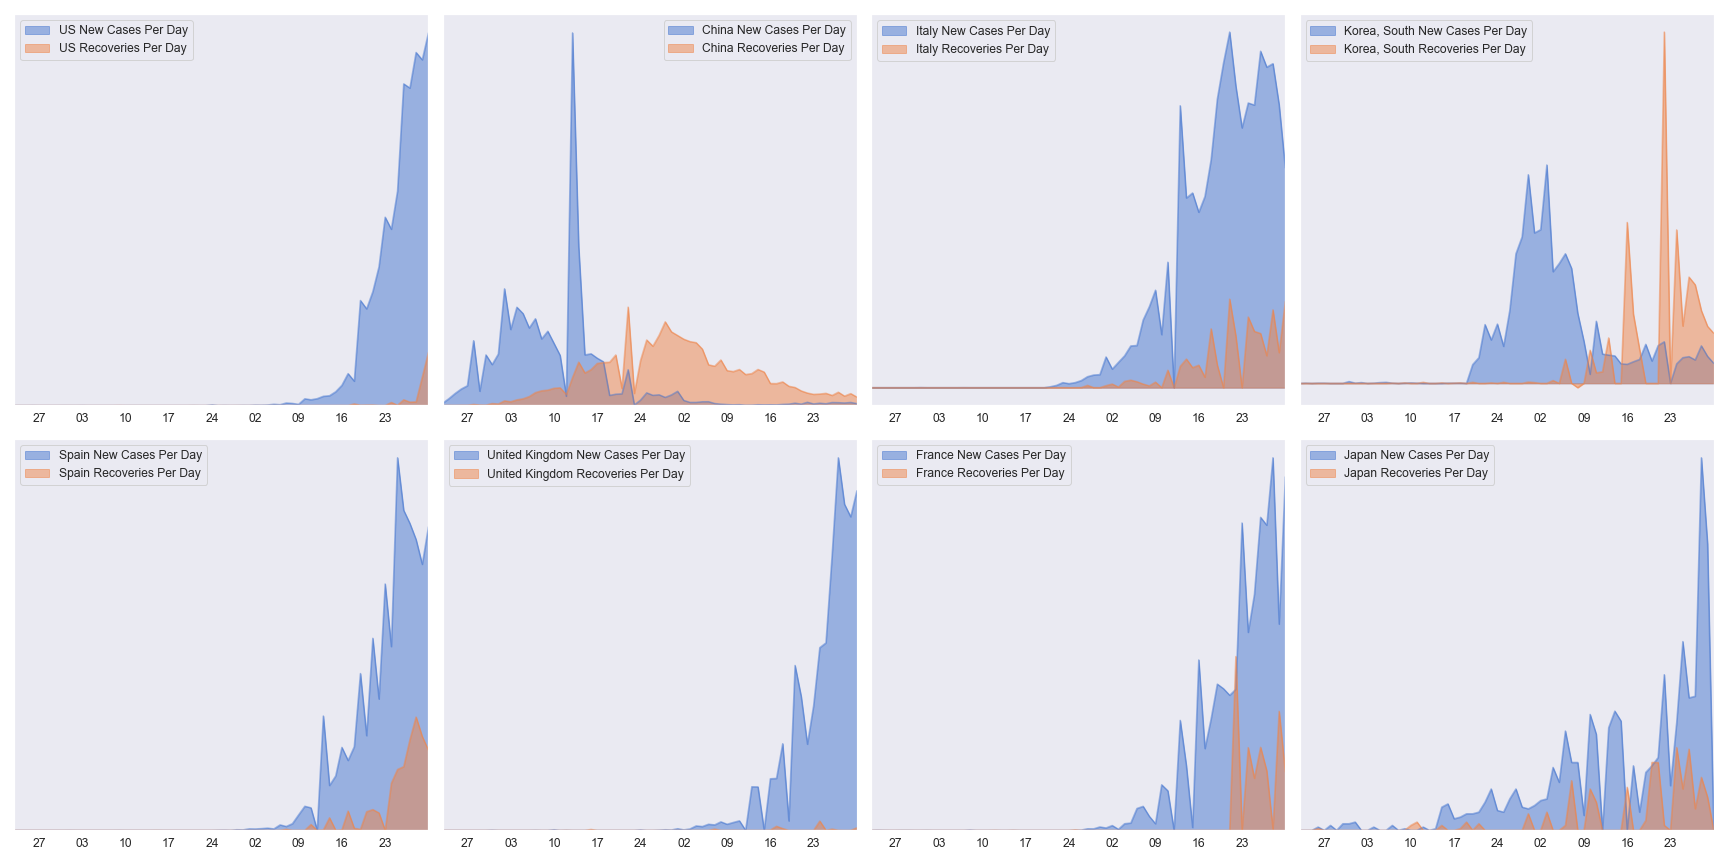 US New Cases Per Day
US Recoveries Per Day
China New Cases Per Day
China Recoveries Per Day
Italy New Cases Per Day
Italy Recoveries Per Day
Korea, South New Cases Per Day
Korea, South Recoveries Per Day
27 03 10 17 24 02 09 16 23
27 03 10 17 24 02 09 16 23
27 03 10 17 24 02 09 16 23
27 03 10 17 24 02 09 16 23
Spain New Cases Per Day
Spain Recoveries Per Day
United Kingdom New Cases Per Day
United Kingdom Recoveries Per Day
France New Cases Per Day
France Recoveries Per Day
Japan New Cases Per Day
Japan Recoveries Per Day
27 03 10 17 24 02 09 16 23
27 03 10 17 24 02 09 16 23
27 03 10 17 24 02 09 16 23
27 03 10 17 24 02 09 16 23